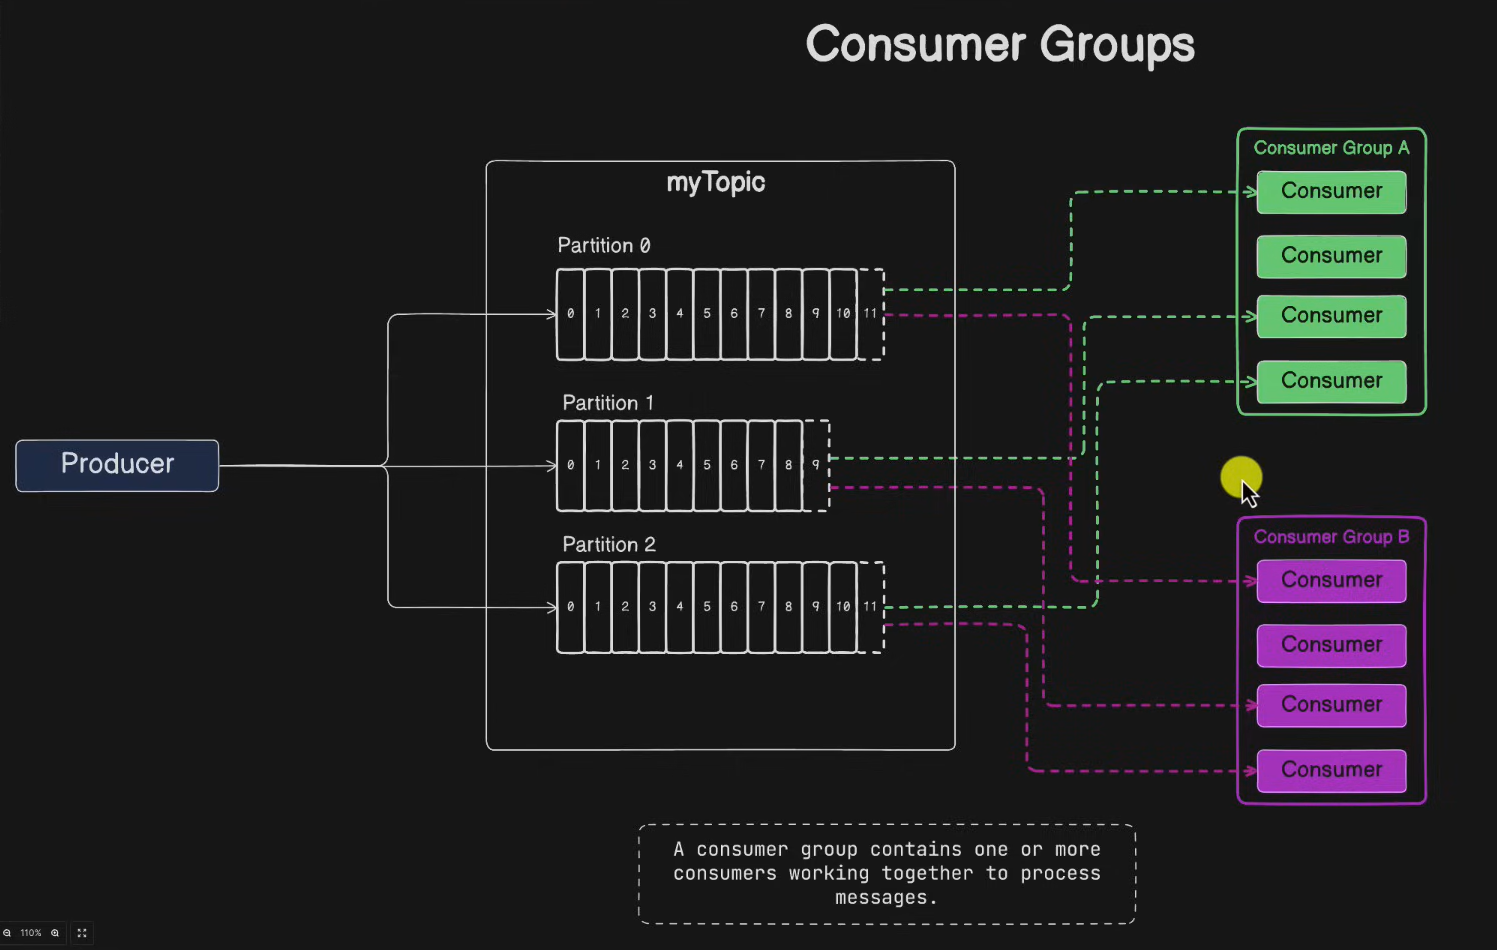 Consumer Groups
Consumer Group A
Consumer
Consumer
Consumer
Consumer
myTopic
Partition 0
0 1 2 3 4 5 6 7 8 9 10 11
Partition 1
0 1 2 3 4 5 6 7 8 9
Partition 2
0 1 2 3 4 5 6 7 8 9 10 11
Producer
Consumer Group B
Consumer
Consumer
Consumer
Consumer
A consumer group contains one or more
consumers working together to process
messages.
110%